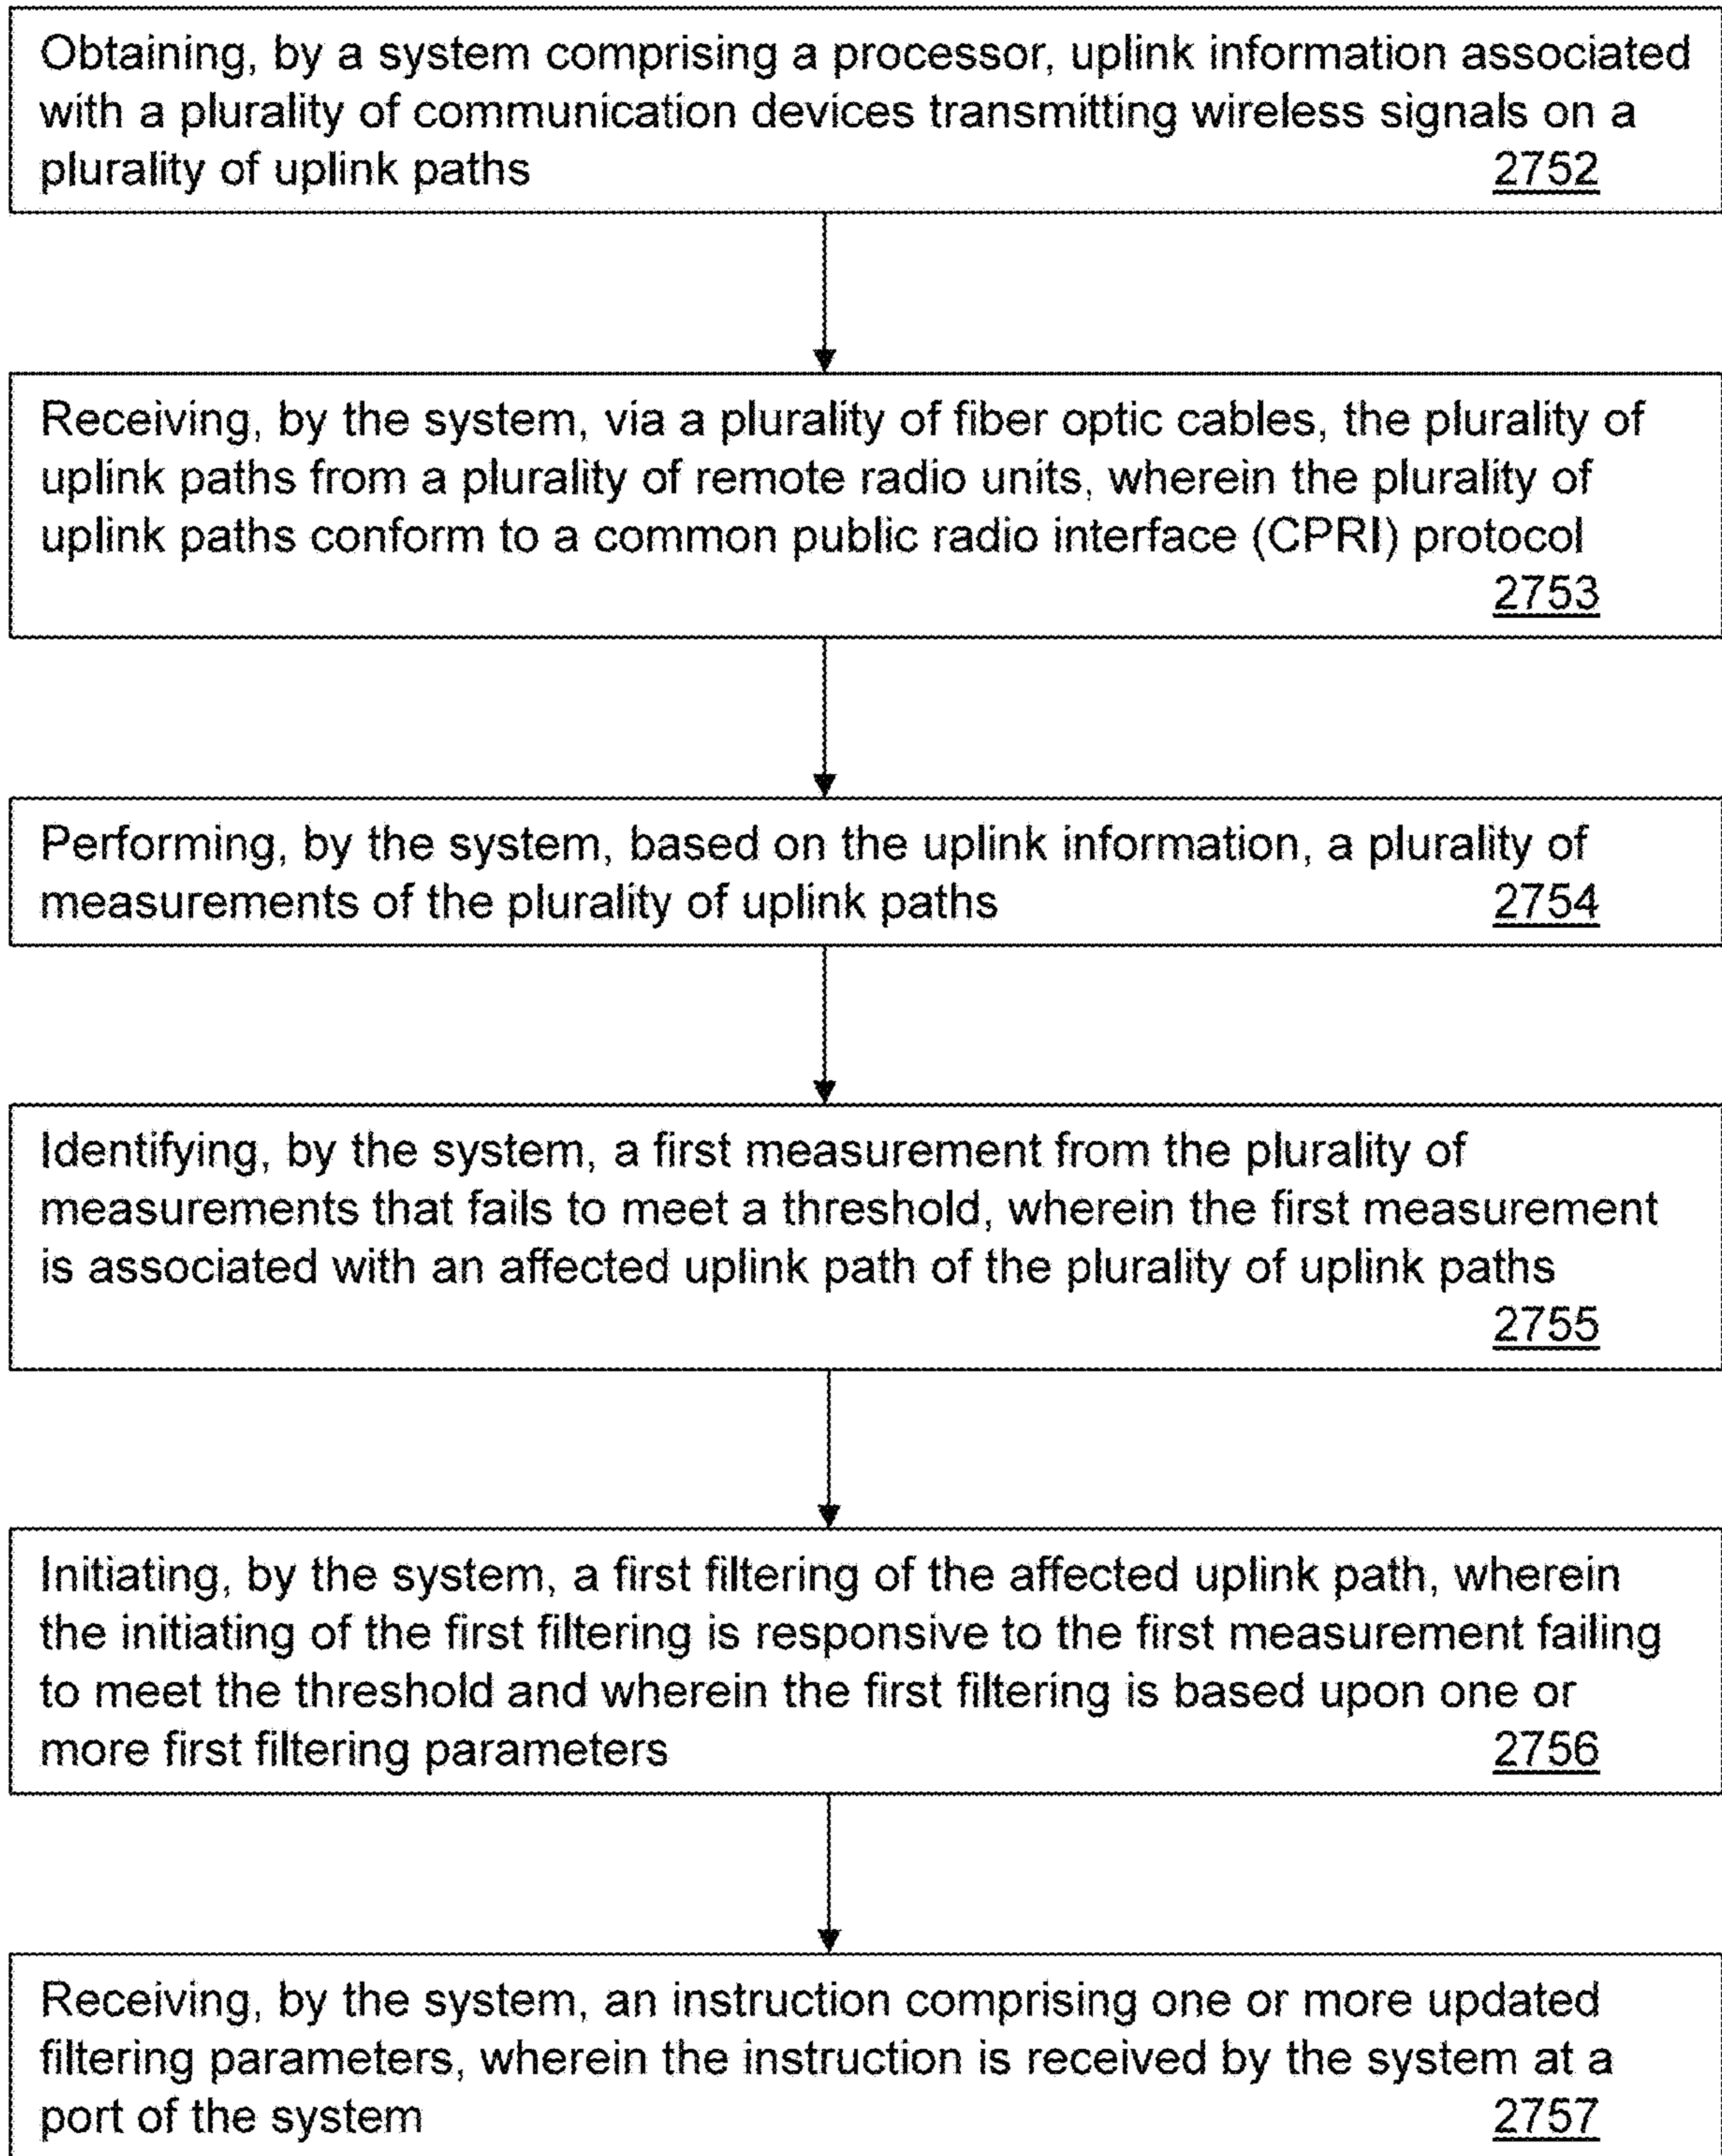 Obtaining, by a system comprising a processor, uplink information associated
with a plurality of communication devices transmitting wireless signals on a
plurality of uplink paths 2752
Receiving, by the system, via a plurality of fiber optic cables, the plurality of
uplink paths from a plurality of remote radio units, wherein the plurality of
uplink paths conform to a common public radio interface (CPRI) protocol
2753
Performing, by the system, based on the uplink information, a plurality of
measurements of the plurality of uplink paths 2754
Identifying, by the system, a first measurement from the plurality of
measurements that fails to meet a threshold, wherein the first measurement
is associated with an affected uplink path of the plurality of uplink paths
2755
Initiating, by the system, a first filtering of the affected uplink path, wherein
the initiating of the first filtering is responsive to the first measurement failing
to meet the threshold and wherein the first filtering is based upon one or
more first filtering parameters 2756
Receiving, by the system, an instruction comprising one or more updated
filtering parameters, wherein the instruction is received by the system at a
port of the system 2757